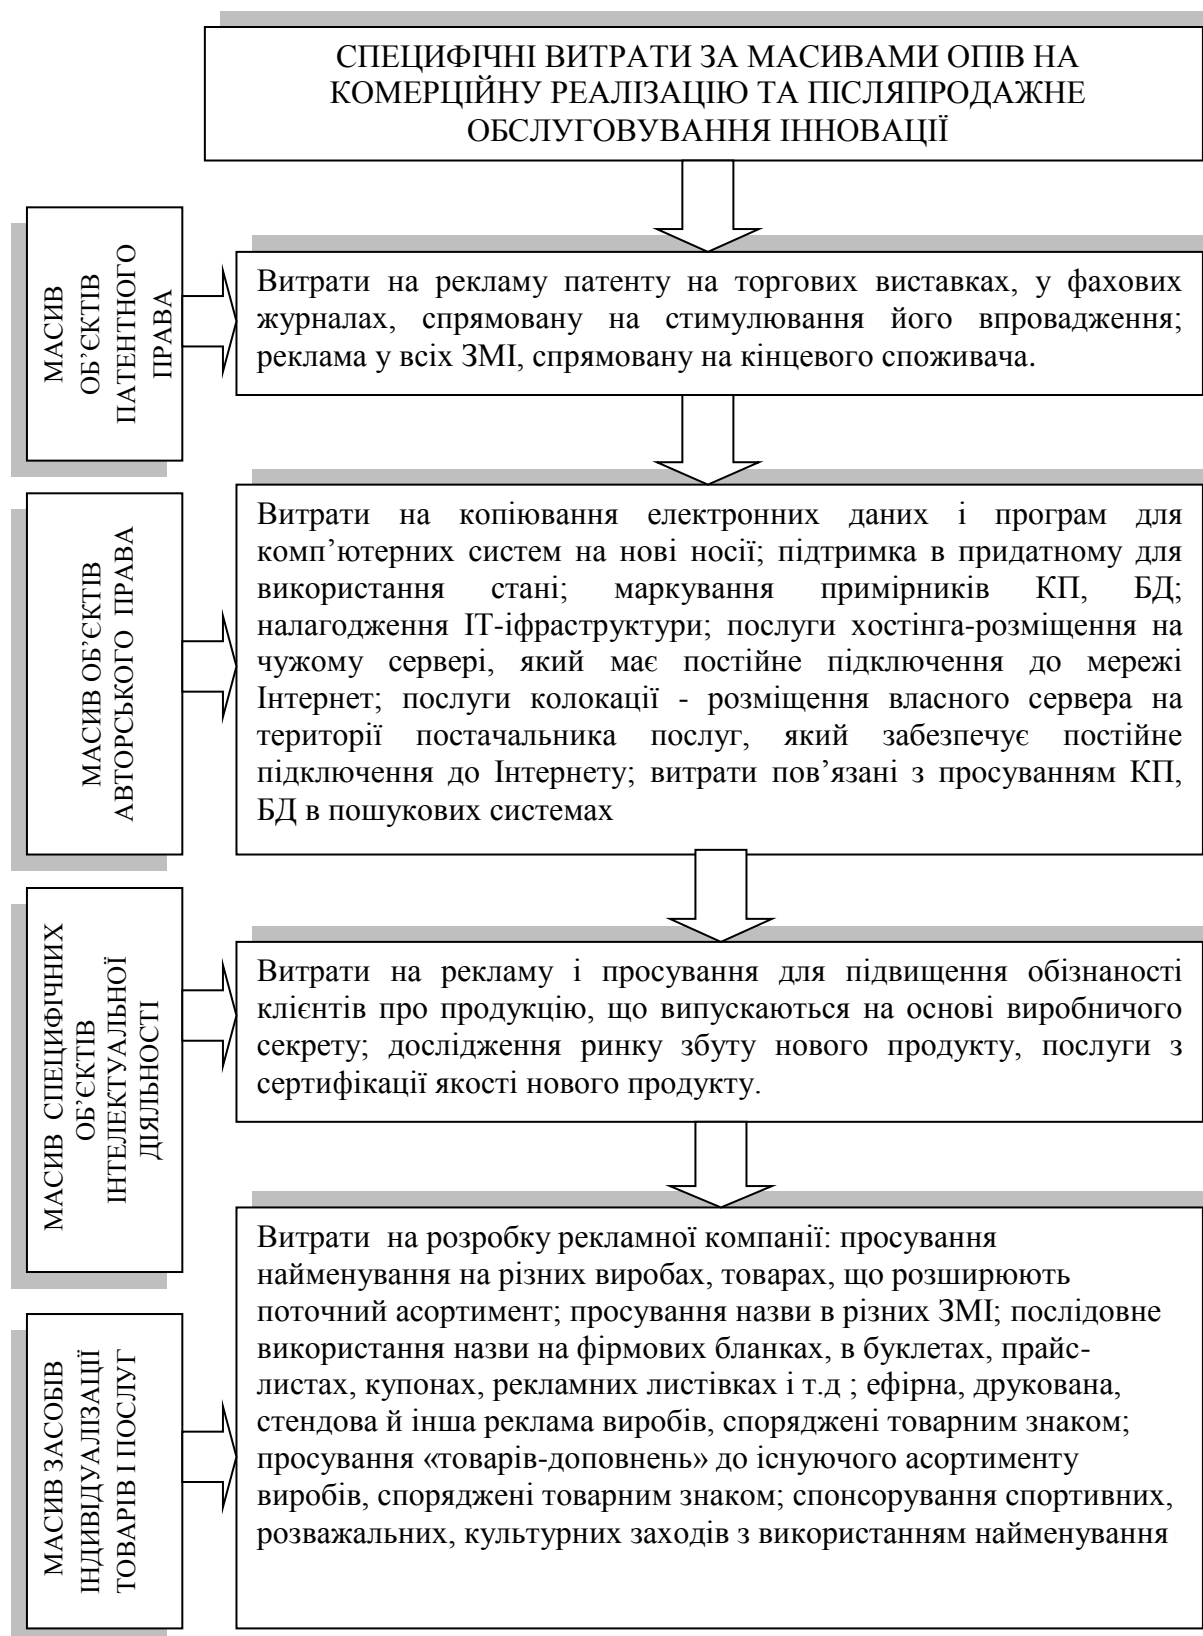 СПЕЦИФІЧНІ ВИТРАТИ ЗА МАСИВАМИ ОПІВ НА
КОМЕРЦІЙНУ РЕАЛІЗАЦІЮ ТА ПІСЛЯПРОДАЖНЕ
ОБСЛУГОВУВАННЯ ІННОВАЦІЇ
МАСИВ
ОБ’ЄКТІВ
ПАТЕНТНОГО
ПРАВА
Витрати на рекламу патенту на торгових виставках, у фахових
журналах, спрямовану на стимулювання його впровадження;
реклама у всіх ЗМІ, спрямовану на кінцевого споживача.
МАСИВ ОБ’ЄКТІВ
АВТОРСЬКОГО ПРАВА
Витрати на копіювання електронних даних і програм для
комп’ютерних систем на нові носії; підтримка в придатному для
використання стані; маркування примірників КП, БД;
налагодження ІТ-іфраструктури; послуги хостінга-розміщення на
чужому сервері, який має постійне підключення до мережі
Інтернет; послуги колокації - розміщення власного сервера на
території постачальника послуг, який забезпечує постійне
підключення до Інтернету; витрати пов’язані з просуванням КП,
БД в пошукових системах
МАСИВ СПЕЦИФІЧНИХ
ОБ’ЄКТІВ
ІНТЕЛЕКТУАЛЬНОЇ
ДІЯЛЬНОСТІ
Витрати на рекламу і просування для підвищення обізнаності
клієнтів про продукцію, що випускаються на основі виробничого
секрету; дослідження ринку збуту нового продукту, послуги з
сертифікації якості нового продукту.
МАСИВ ЗАСОБІВ
ІНДИВІДУАЛІЗАЦІЇ
ТОВАРІВ І ПОСЛУГ
Витрати на розробку рекламної компанії: просування
найменування на різних виробах, товарах, що розширюють
поточний асортимент; просування назви в різних ЗМІ; послідовне
використання назви на фірмових бланках, в буклетах, прайс-
листах, купонах, рекламних листівках і т.д ; ефірна, друкована,
стендова й інша реклама виробів, споряджені товарним знаком;
просування «товарів-доповнень» до існуючого асортименту
виробів, споряджені товарним знаком; спонсорування спортивних,
розважальних, культурних заходів з використанням найменування